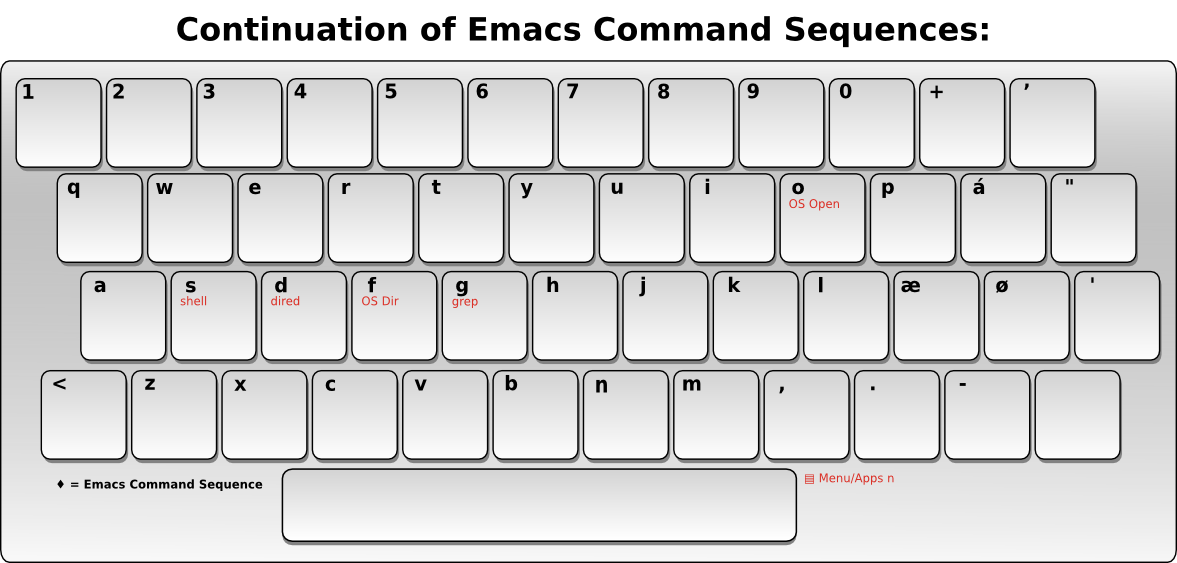 Continuation of Emacs Command Sequences:
1 2 3 4 5 6 7 8 9 0 + ’
q w e r t y u i o p á "
OS Open
a s d f g h j k l æ ø '
shell dired OS Dir grep
< z x c v b n m , . -
♦ = Emacs Command Sequence
▤ Menu/Apps n